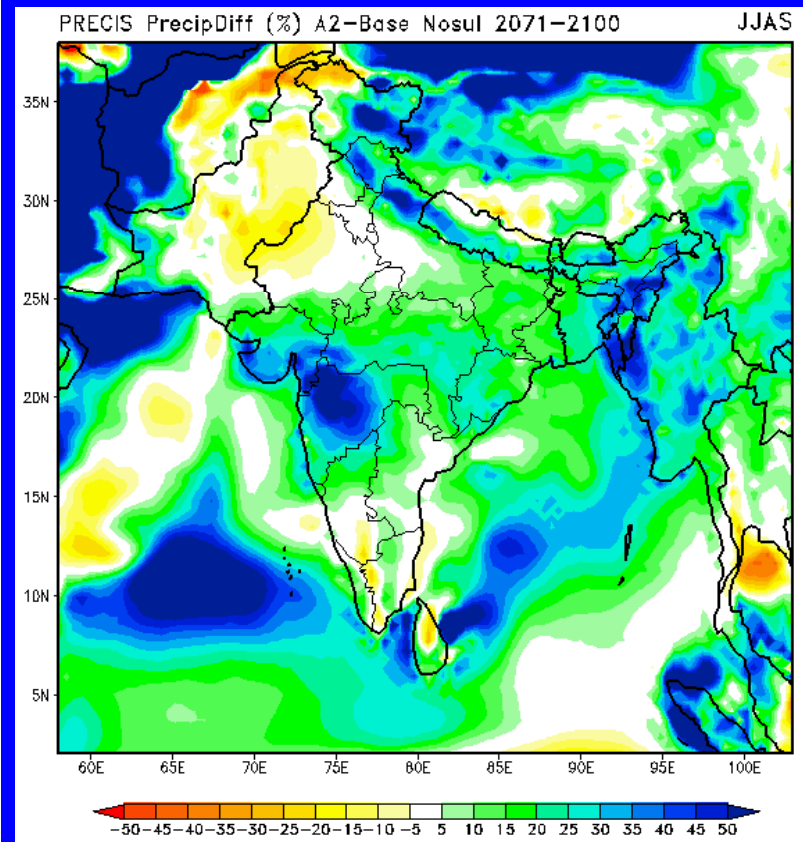 PRECIS PrecipDiff (%) A2-Base Nosul 2071-2100 JJAS
35N
30N
25N
20N
15N
10N
5N
60E 65E 70E 75E 80E 85E 90E 95E 100E
-50-45-40-35-30-25-20-15-10-5 5 10 15 20 25 30 35 40 45 50